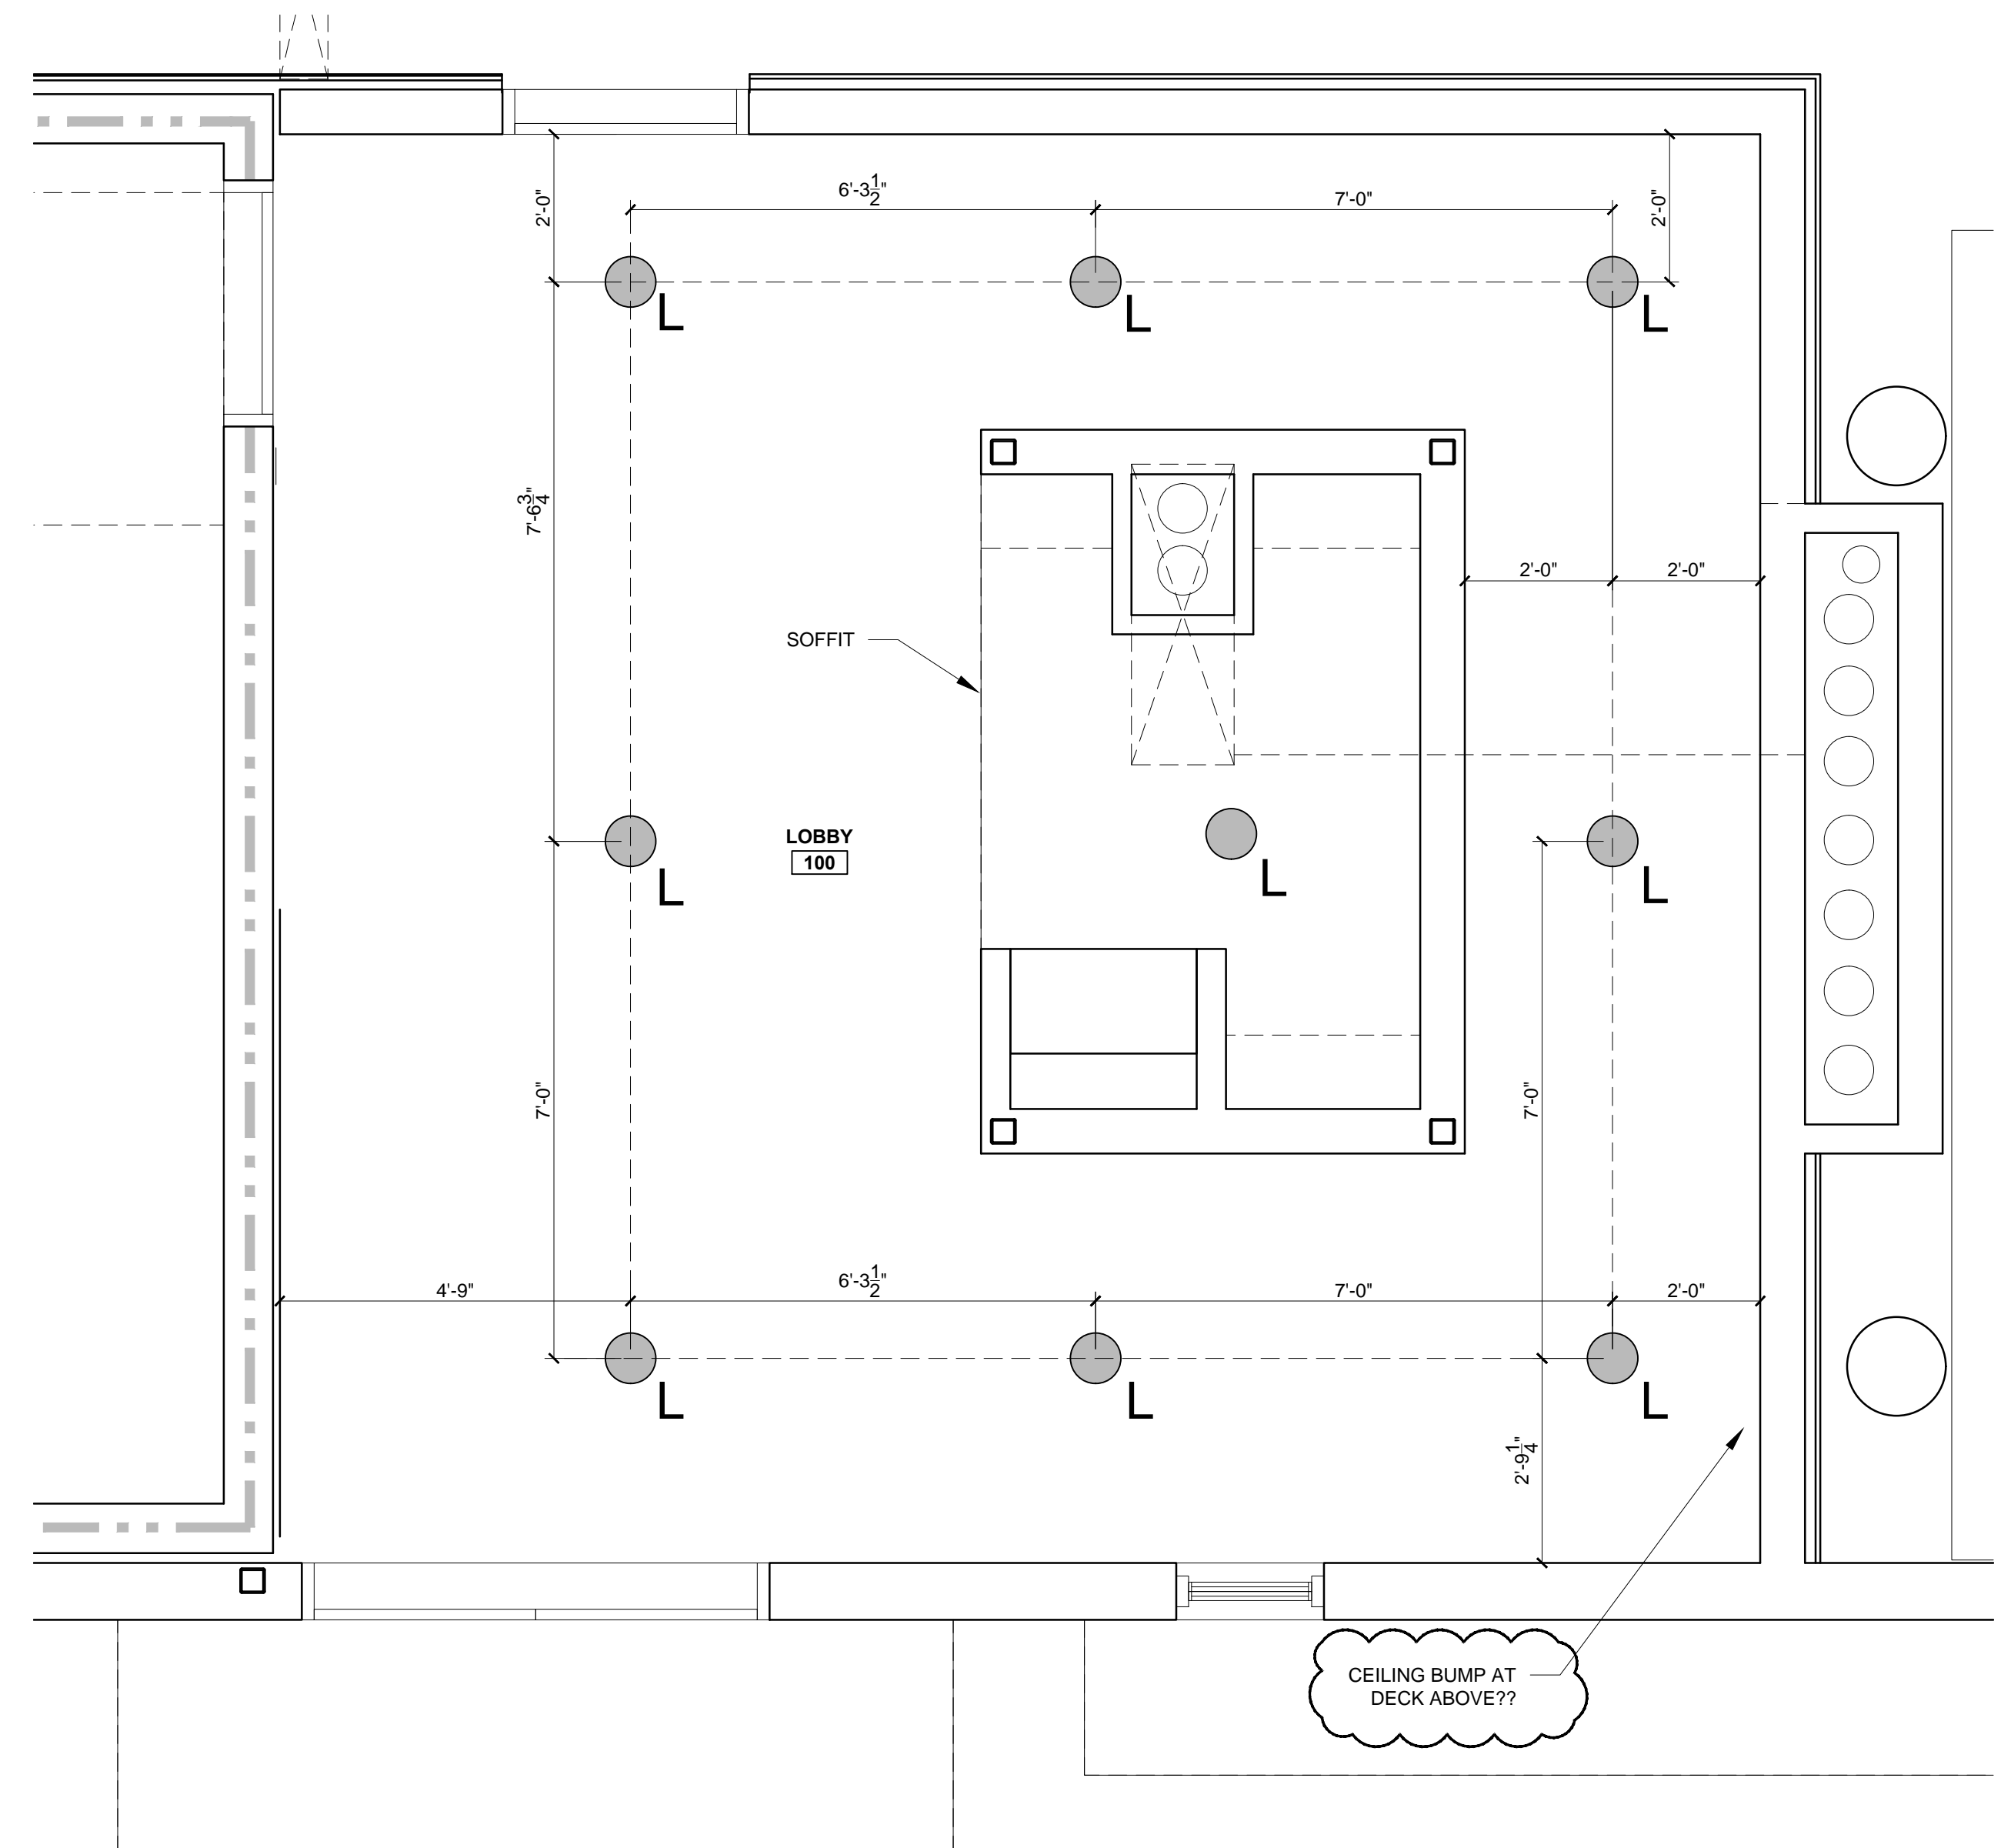 6'-3 1/2"
7'-0"
2'-0"
2'-0"
L
L
L
7'-6 3/4"
2'-0"
2'-0"
SOFFIT
LOBBY
100
L
L
L
7'-0"
7'-0"
4'-9"
6'-3 1/2"
7'-0"
2'-0"
L
L
L
2'-9 1/4"
CEILING BUMP AT
DECK ABOVE??